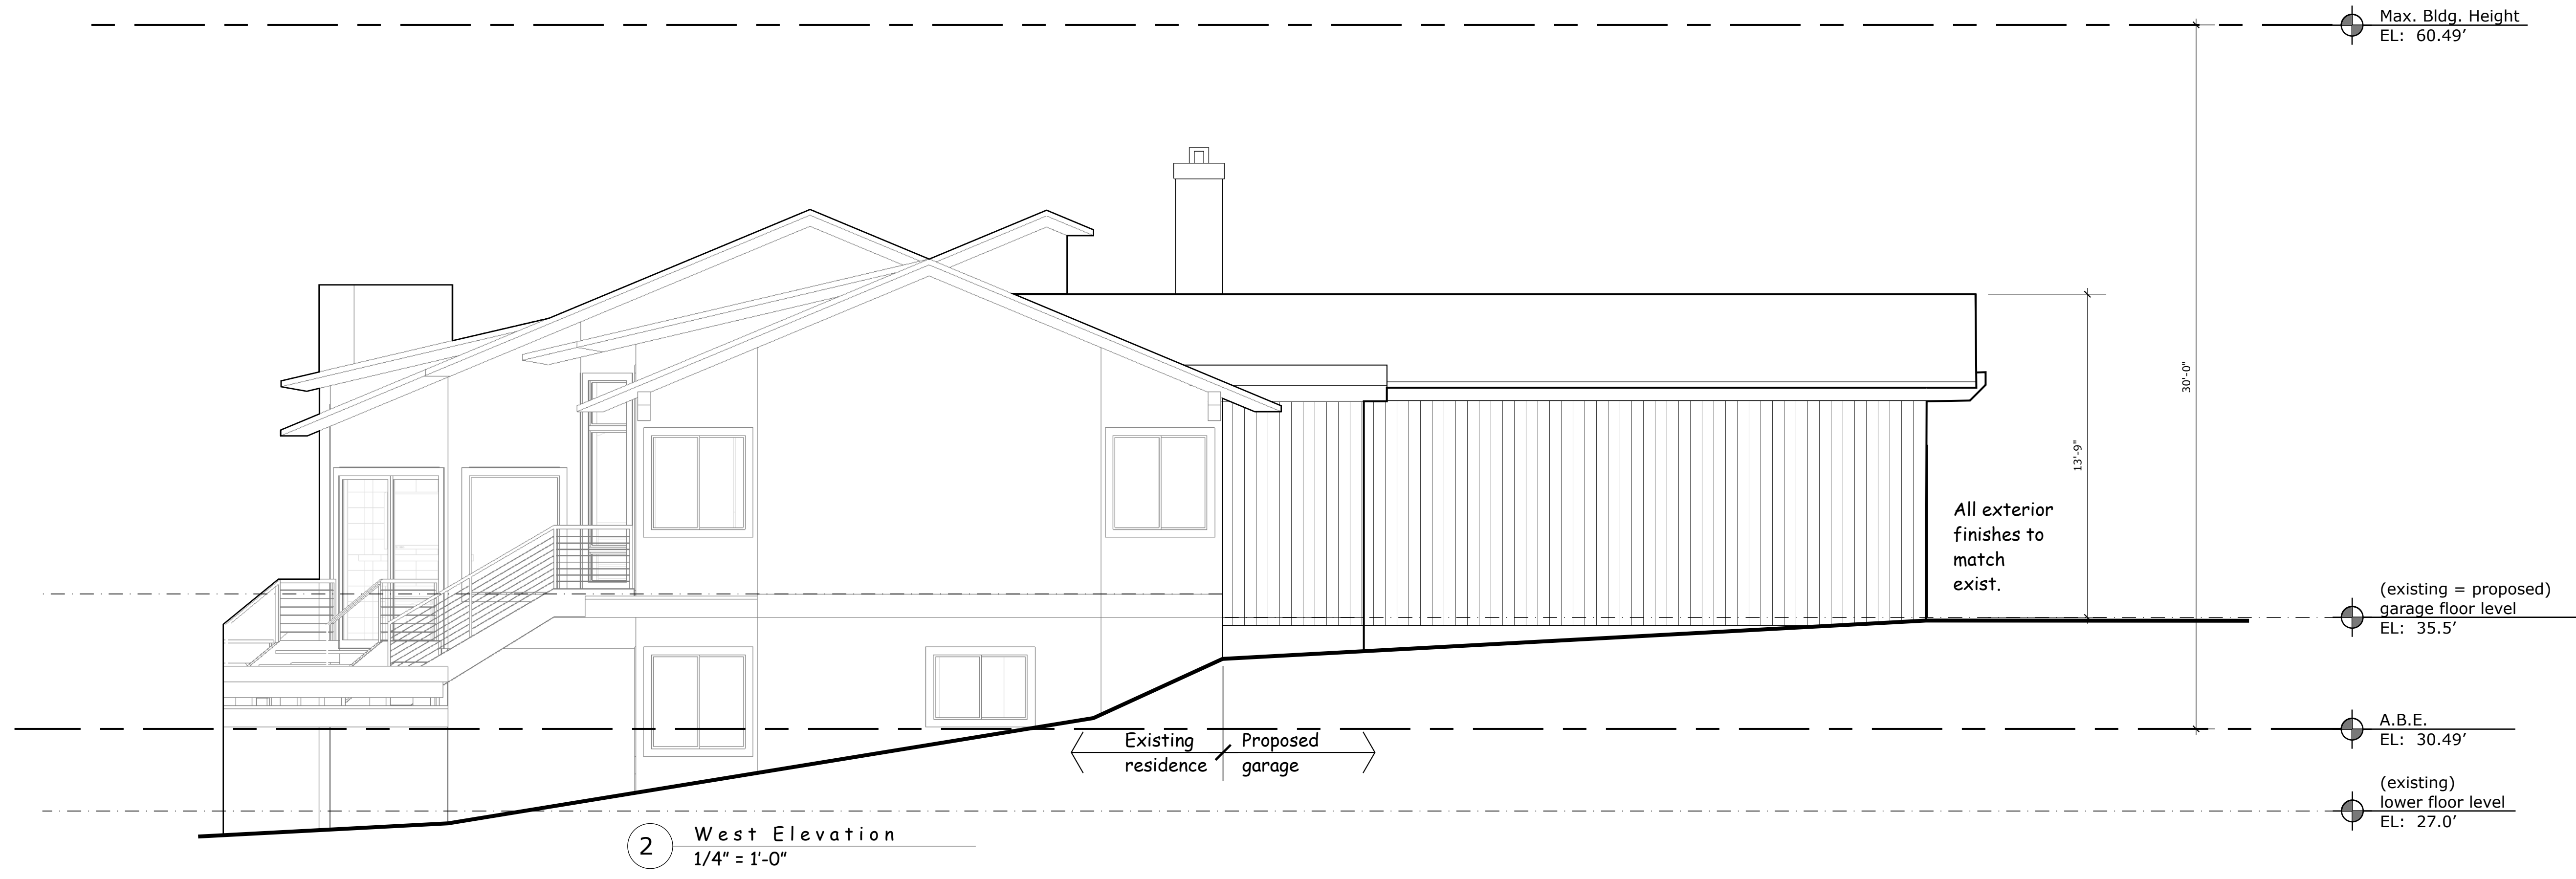 Max. Bldg. Height
EL: 60.49′
30'-0"
13'-9"
All exterior
finishes to
match
exist.
(existing = proposed)
garage floor level
EL: 35.5′
A.B.E.
EL: 30.49′
Existing
residence
Proposed
garage
(existing)
lower floor level
EL: 27.0′
2
West Elevation
1/4" = 1'-0"